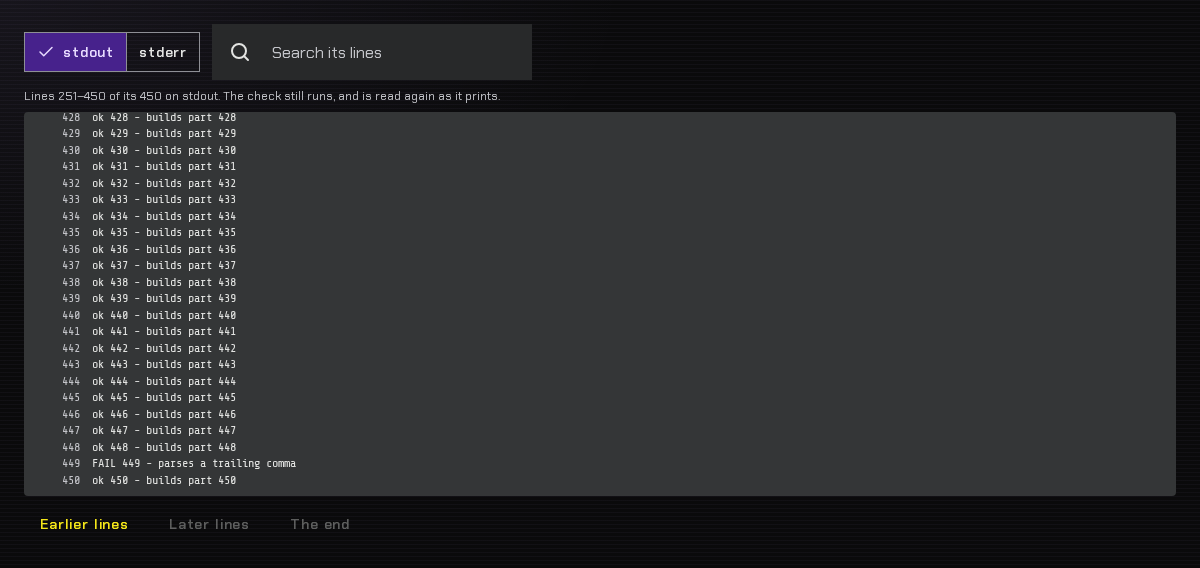 stdout stderr Search its lines
Lines 251–450 of its 450 on stdout. The check still runs, and is read again as it prints.
428 ok 428 - builds part 428
429 ok 429 - builds part 429
430 ok 430 - builds part 430
431 ok 431 - builds part 431
432 ok 432 - builds part 432
433 ok 433 - builds part 433
434 ok 434 - builds part 434
435 ok 435 - builds part 435
436 ok 436 - builds part 436
437 ok 437 - builds part 437
438 ok 438 - builds part 438
439 ok 439 - builds part 439
440 ok 440 - builds part 440
441 ok 441 - builds part 441
442 ok 442 - builds part 442
443 ok 443 - builds part 443
444 ok 444 - builds part 444
445 ok 445 - builds part 445
446 ok 446 - builds part 446
447 ok 447 - builds part 447
448 ok 448 - builds part 448
449 FAIL 449 - parses a trailing comma
450 ok 450 - builds part 450
Earlier lines Later lines The end